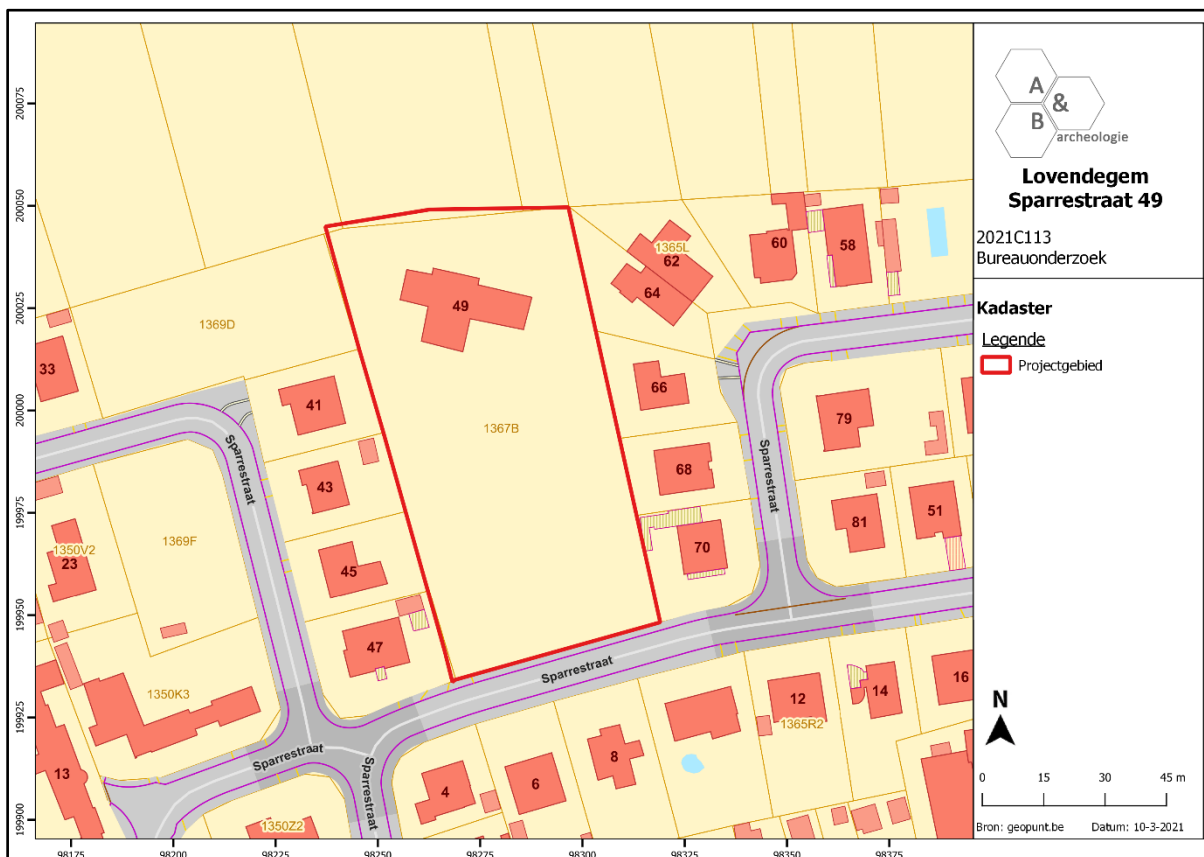 200075
200050
200025
200000
199975
199950
199925
199900
98175
98200
98225
98250
98275
98300
98325
98350
98375
1369D
1365L
1367B
1369F
1350V2
1350K3
1350Z2
1365R2
33
41
43
45
47
49
23
13
60
58
62
64
66
68
70
79
81
51
4
6
8
12
14
16
Sparrestraat
Sparrestraat
Sparrestraat
Sparrestraat
Sparrestraat
A
&
B
archeologie
Lovendegem
Sparrestraat 49
2021C113
Bureauonderzoek
Kadaster
Legende
Projectgebied
N
0 15 30 45 m
Bron: geopunt.be Datum: 10-3-2021